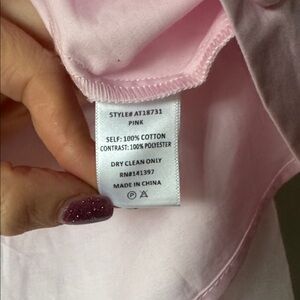 STYLE# AT18731
PINK
SELF: 100% COTTON
CONTRAST: 100% POLYESTER
DRY CLEAN ONLY
RN#141397
MADE IN CHINA
Ⓟ